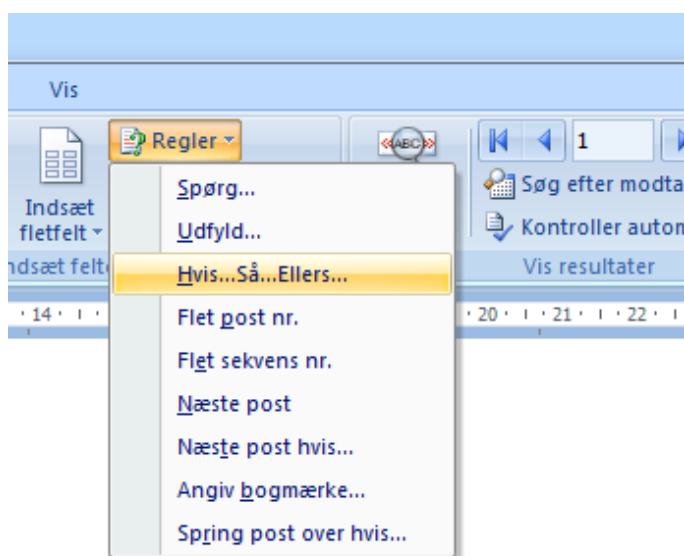 Vis
Regler
«ABC»
1
Indsæt
fletfelt
Søg efter modta
Kontroller autom
ndsæt felte
Vis resultater
Spørg...
Udfyld...
Hvis...Så...Ellers...
Flet post nr.
Flet sekvens nr.
Næste post
Næste post hvis...
Angiv bogmærke...
Spring post over hvis...
· 14 ·
· 20 · ı · 21 · ı · 22 · ı